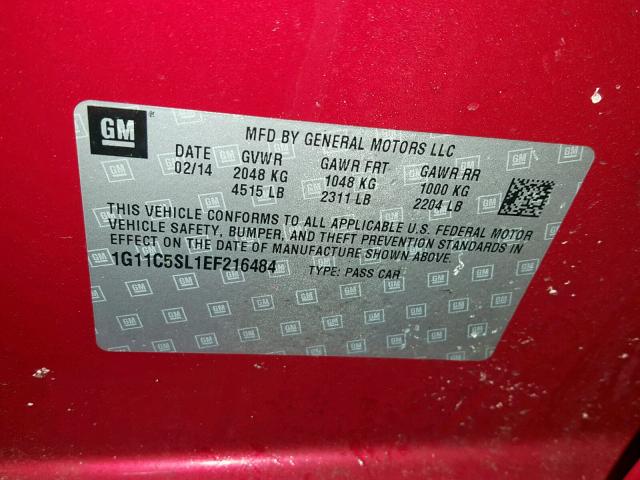 GM ®
MFD BY GENERAL MOTORS LLC
DATE GVWR GAWR FRT GAWR RR
02/14 2048 KG 1048 KG 1000 KG
4515 LB 2311 LB 2204 LB
THIS VEHICLE CONFORMS TO ALL APPLICABLE U.S. FEDERAL MOTOR
VEHICLE SAFETY, BUMPER, AND THEFT PREVENTION STANDARDS IN
EFFECT ON THE DATE OF MANUFACTURE SHOWN ABOVE.
1G11C5SL1EF216484 TYPE: PASS CAR